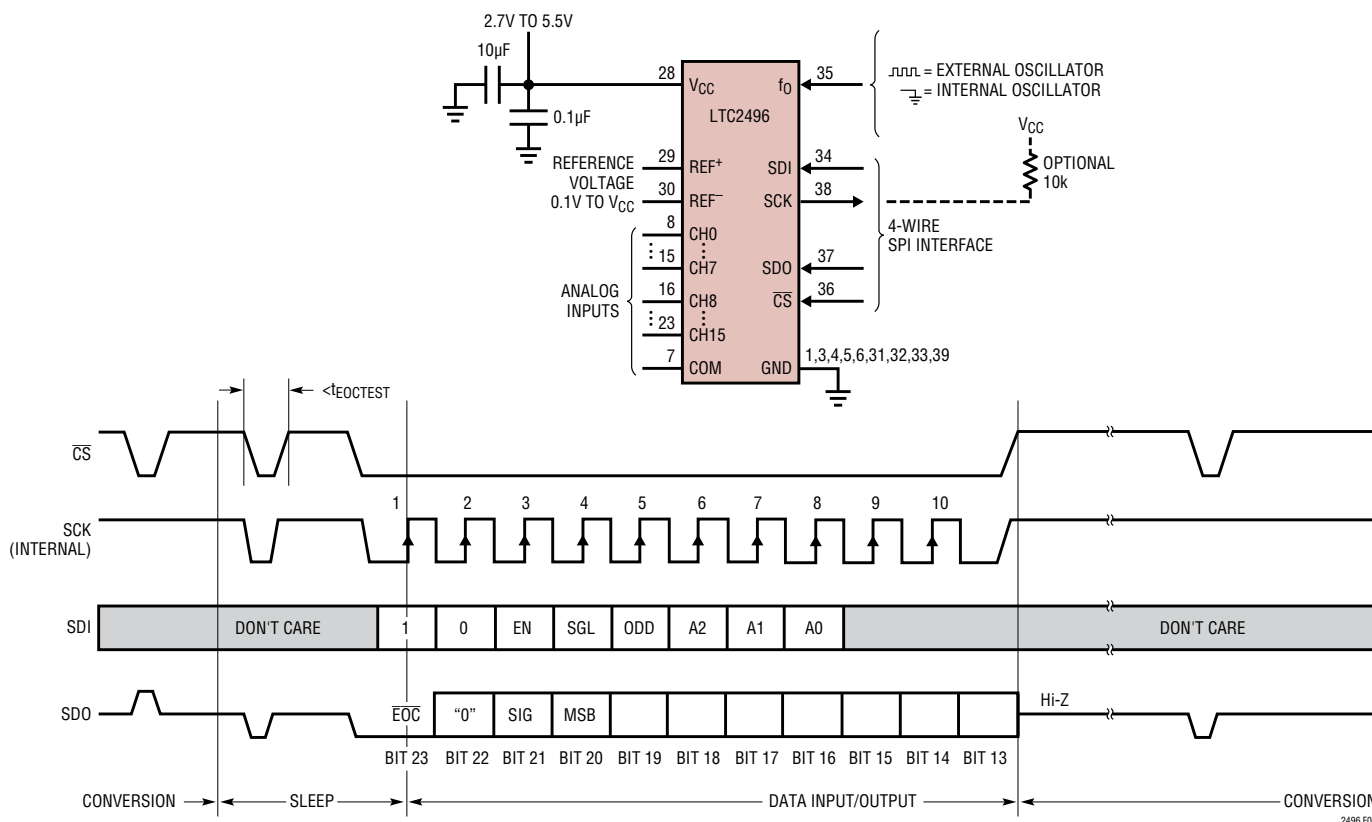 2.7V TO 5.5V
10µF
0.1µF
28
VCC
fO
35
= EXTERNAL OSCILLATOR
= INTERNAL OSCILLATOR
LTC2496
VCC
OPTIONAL
10k
REFERENCE
VOLTAGE
0.1V TO VCC
29
REF+
30
REF–
SDI
34
SCK
38
4-WIRE
SPI INTERFACE
SDO
37
CS
36
ANALOG
INPUTS
8
CH0
15
CH7
16
CH8
23
CH15
7
COM
GND
1,3,4,5,6,31,32,33,39
<tEOCTEST
CS
1 2 3 4 5 6 7 8 9 10
SCK
(INTERNAL)
SDI DON'T CARE 1 0 EN SGL ODD A2 A1 A0 DON'T CARE
SDO EOC “0” SIG MSB Hi-Z
BIT 23 BIT 22 BIT 21 BIT 20 BIT 19 BIT 18 BIT 17 BIT 16 BIT 15 BIT 14 BIT 13
CONVERSION SLEEP DATA INPUT/OUTPUT CONVERSION